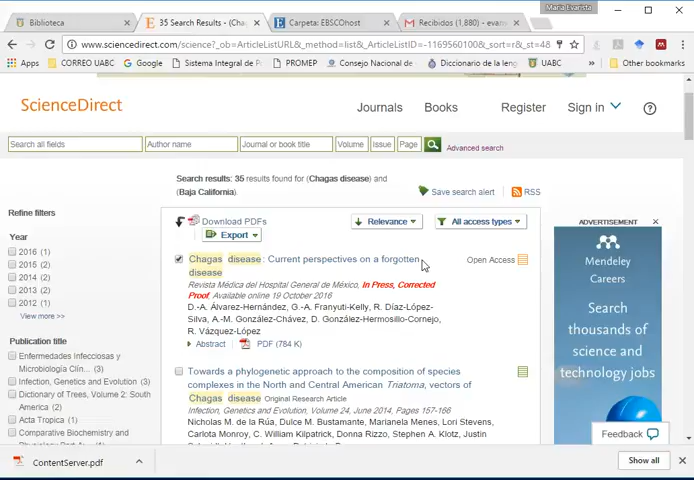 Maria Evarista
Biblioteca
35 Search Results - (Cha
Carpeta: EBSCOhost
Recibidos (1,880) - evan
www.sciencedirect.com/science?_ob=ArticleListURL&_method=list&_ArticleListID=-1169560100&_sort=r&_st=48
Apps CORREO UABC Google Sistema Integral de P PROMEP Consejo Nacional de Diccionario de la leng UABC » Other bookmarks
ScienceDirect
Journals Books Register Sign in
Search all fields Author name Journal or book title Volume Issue Page Advanced search
Search results: 35 results found for (Chagas disease) and
(Baja California).
Save search alert RSS
Refine filters
Year
2016 (1)
2015 (2)
2014 (2)
2013 (2)
2012 (1)
View more >>
Publication title
Enfermedades Infecciosas y
Microbiología Clín... (3)
Infection, Genetics and Evolution (3)
Dictionary of Trees, Volume 2: South
America (2)
Acta Tropica (1)
Comparative Biochemistry and
Download PDFs Relevance All access types
Export
Chagas disease: Current perspectives on a forgotten
disease
Open Access
Revista Médica del Hospital General de México, In Press, Corrected
Proof, Available online 19 October 2016
D.-A. Álvarez-Hernández, G.-A. Franyuti-Kelly, R. Díaz-López-
Silva, A.-M. González-Chávez, D. González-Hermosillo-Cornejo,
R. Vázquez-López
Abstract PDF (784 K)
Towards a phylogenetic approach to the composition of species
complexes in the North and Central American Triatoma, vectors of
Chagas disease Original Research Article
Infection, Genetics and Evolution, Volume 24, June 2014, Pages 157-166
Nicholas M. de la Rúa, Dulce M. Bustamante, Marianela Menes, Lori Stevens,
Carlota Monroy, C. William Kilpatrick, Donna Rizzo, Stephen A. Klotz, Justin
ADVERTISEMENT
Mendeley
Careers
Search
thousands of
science and
technology jobs
Feedback
ContentServer.pdf
Show all